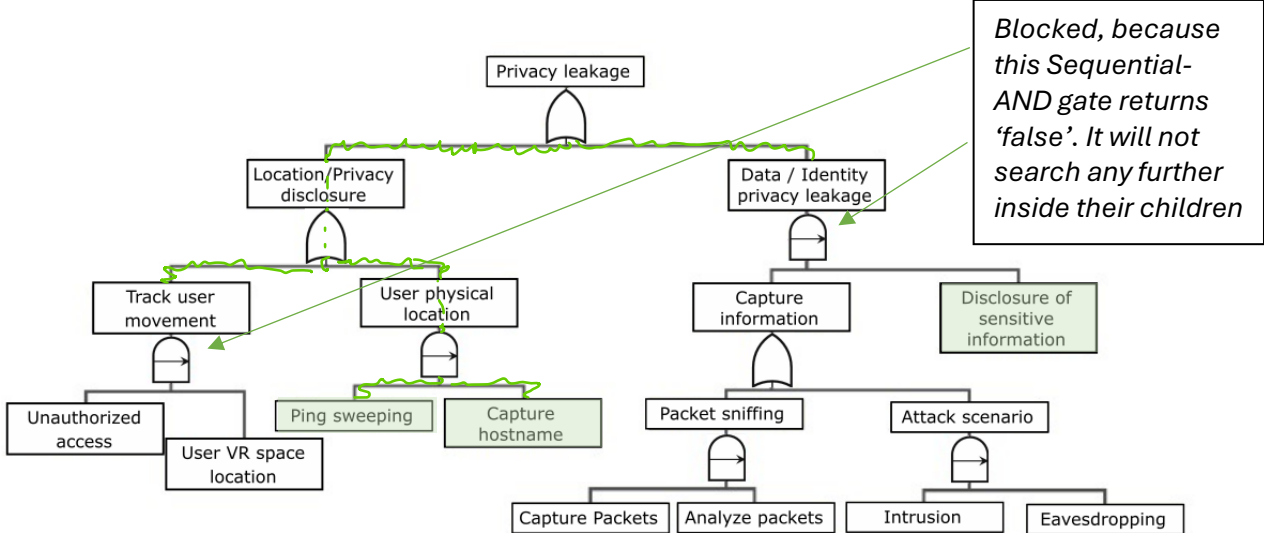 Blocked, because
this Sequential-
AND gate returns
‘false’. It will not
search any further
inside their children
Privacy leakage
Location/Privacy
disclosure
Data / Identity
privacy leakage
Track user
movement
User physical
location
Capture
information
Disclosure of
sensitive
information
Unauthorized
access
User VR space
location
Ping sweeping
Capture
hostname
Packet sniffing
Attack scenario
Capture Packets
Analyze packets
Intrusion
Eavesdropping